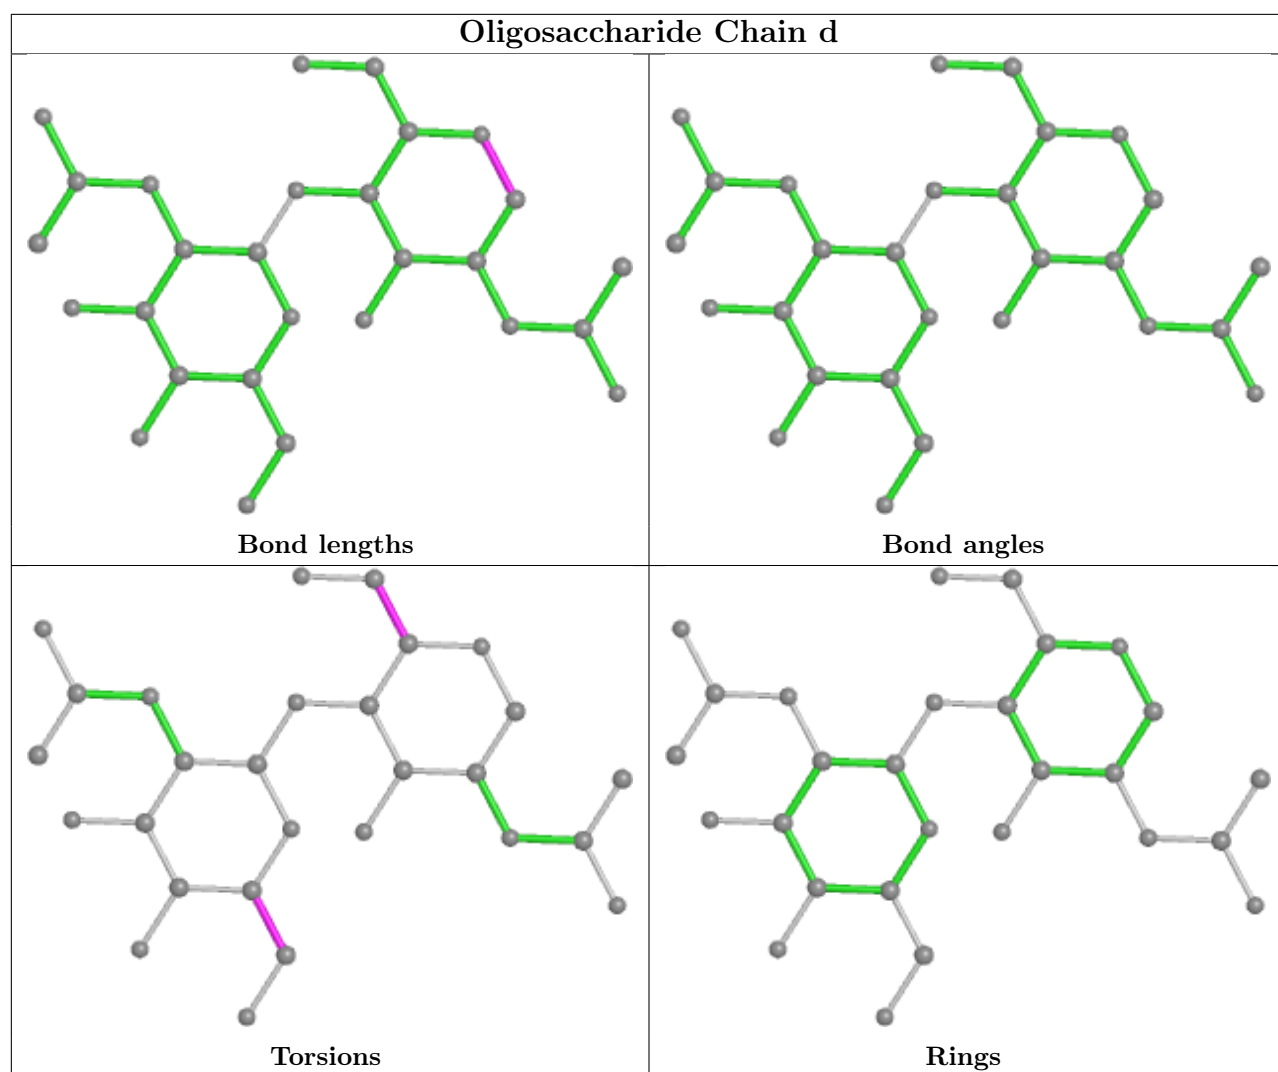 Oligosaccharide Chain d
Bond lengths
Bond angles
Torsions
Rings